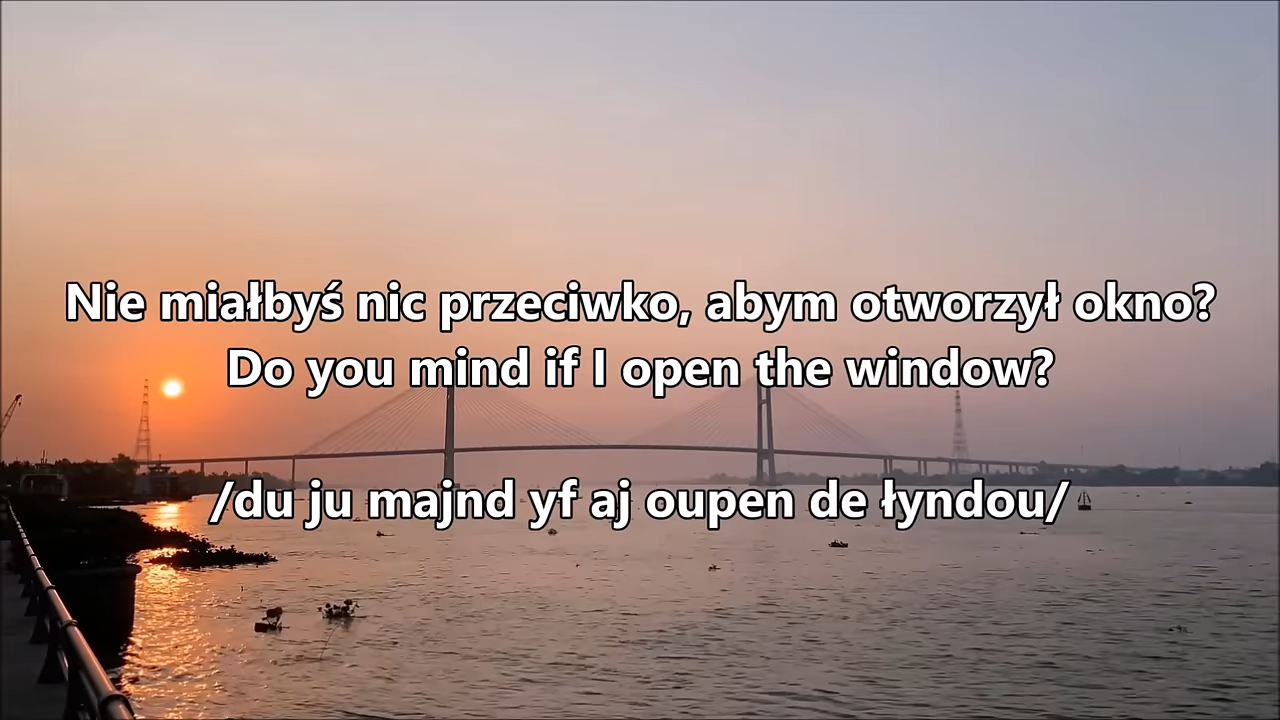 Nie miałbyś nic przeciwko, abym otworzył okno?
Do you mind if I open the window?
/du ju majnd yf aj oupen de łyndou/